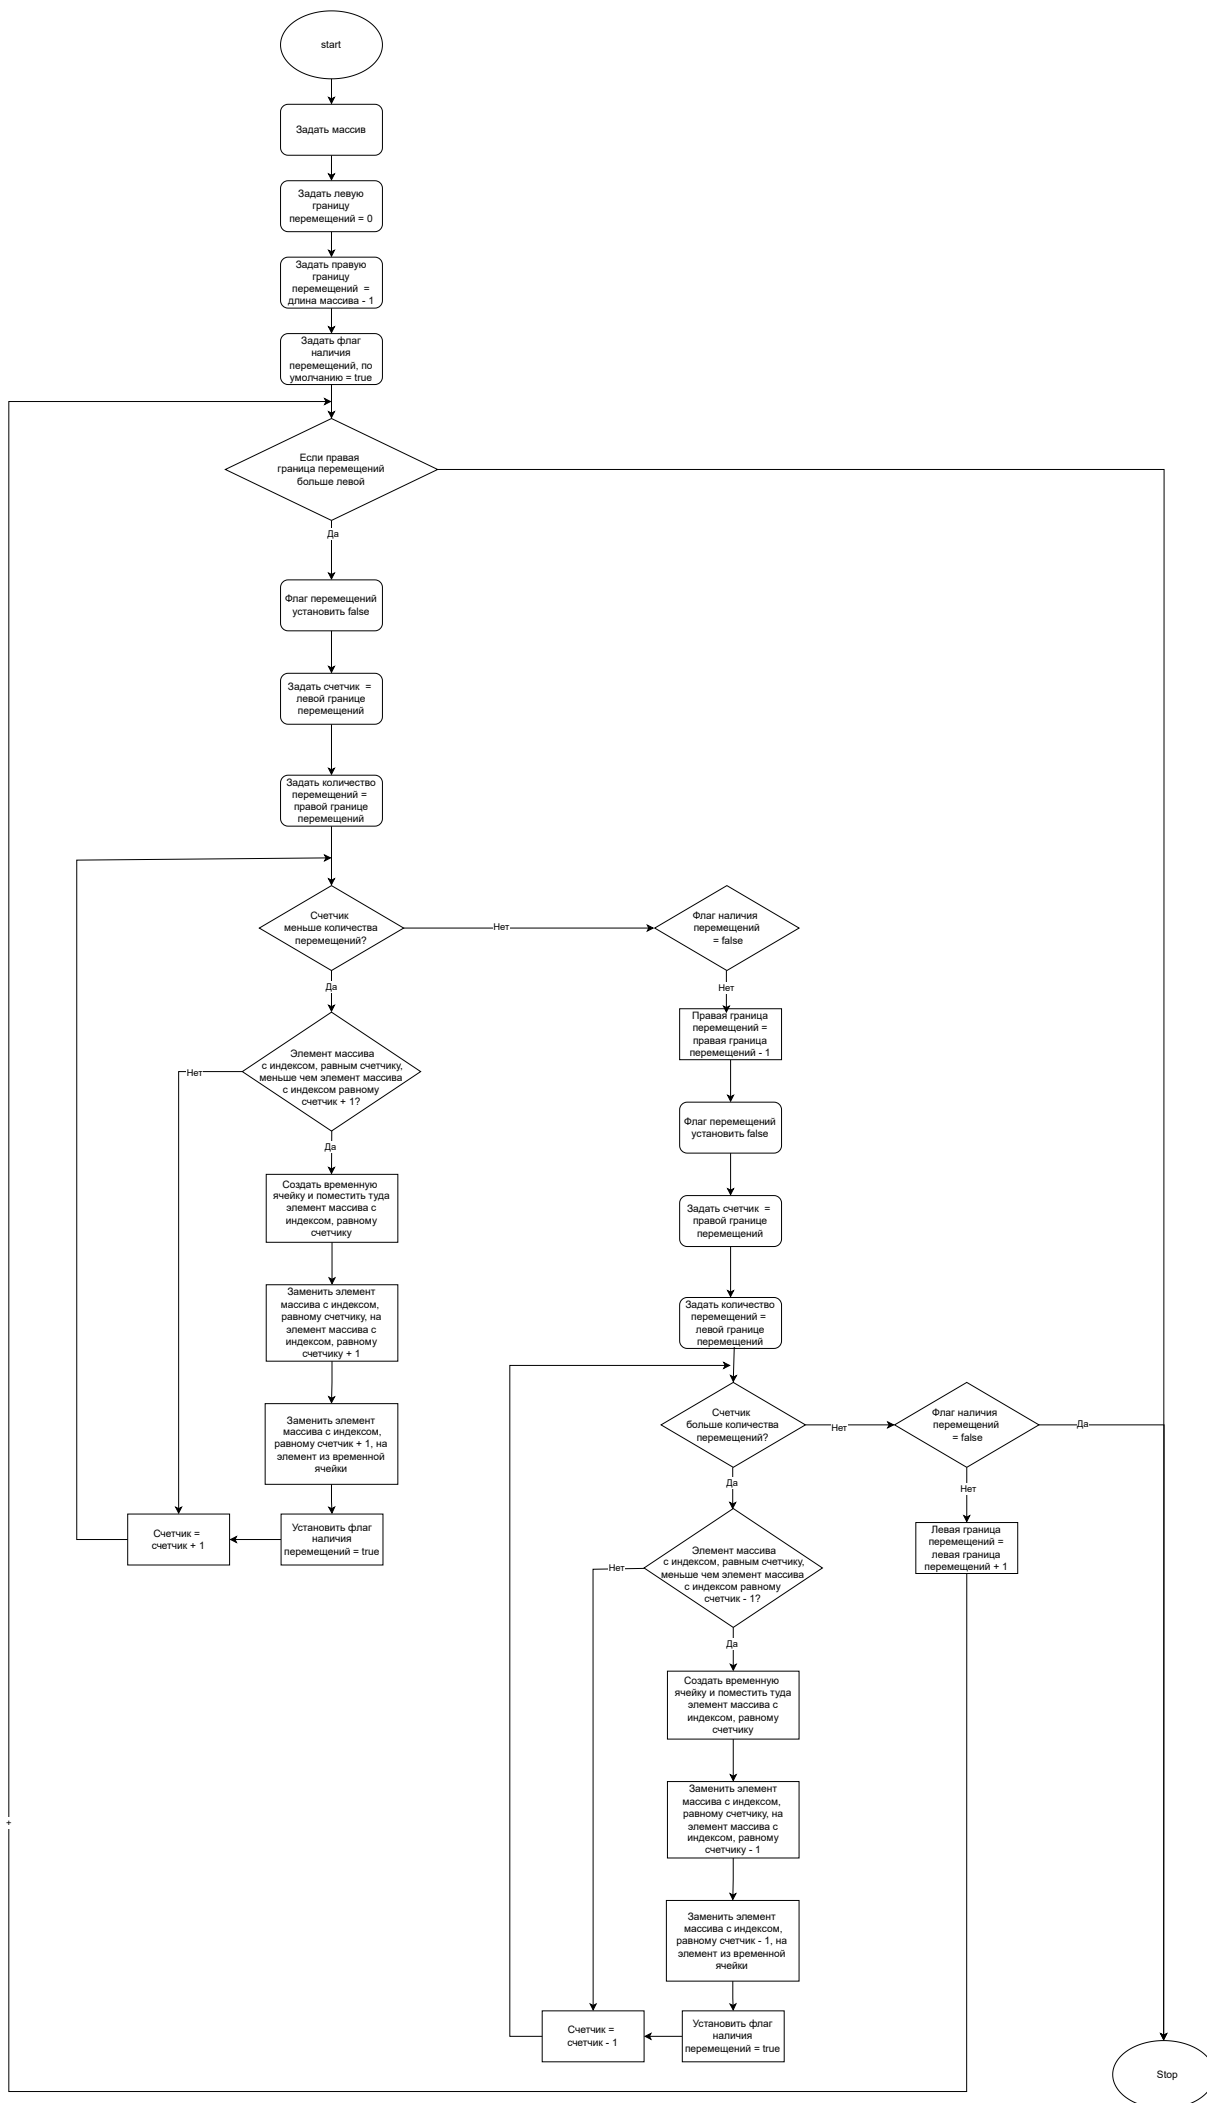 start
Задать массив
Задать левую
границу
перемещений = 0
Задать правую
границу
перемещений =
длина массива - 1
Задать флаг
наличия
перемещений, по
умолчанию = true
Если правая
граница перемещений
больше левой
Да
Флаг перемещений
установить false
Задать счетчик =
левой границе
перемещений
Задать количество
перемещений =
правой границе
перемещений
Счетчик
меньше количества
перемещений?
Нет
Флаг наличия
перемещений
= false
Да
Нет
Элемент массива
с индексом, равным счетчику,
меньше чем элемент массива
с индексом равному
счетчик + 1?
Нет
Да
Правая граница
перемещений =
правая граница
перемещений - 1
Флаг перемещений
установить false
Создать временную
ячейку и поместить туда
элемент массива с
индексом, равному
счетчику
Задать счетчик =
правой границе
перемещений
Заменить элемент
массива с индексом,
равному счетчику, на
элемент массива с
индексом, равному
счетчику + 1
Задать количество
перемещений =
левой границе
перемещений
Заменить элемент
массива с индексом,
равному счетчик + 1, на
элемент из временной
ячейки
Счетчик
больше количества
перемещений?
Нет
Флаг наличия
перемещений
= false
Да
Да
Нет
Счетчик =
счетчик + 1
Установить флаг
наличия
перемещений = true
Левая граница
перемещений =
левая граница
перемещений + 1
Элемент массива
с индексом, равным счетчику,
меньше чем элемент массива
с индексом равному
счетчик - 1?
Нет
Да
Создать временную
ячейку и поместить туда
элемент массива с
индексом, равному
счетчику
Заменить элемент
массива с индексом,
равному счетчику, на
элемент массива с
индексом, равному
счетчику - 1
+
Заменить элемент
массива с индексом,
равному счетчик - 1, на
элемент из временной
ячейки
Счетчик =
счетчик - 1
Установить флаг
наличия
перемещений = true
Stop